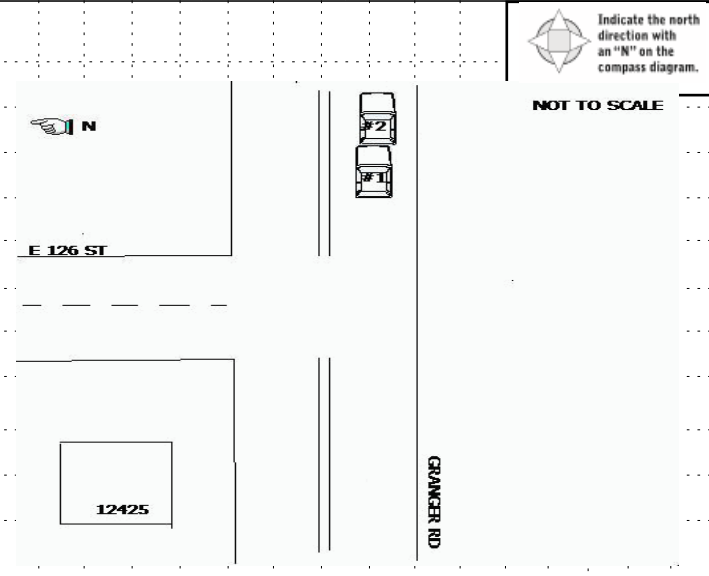 Indicate the north
direction with
an "N" on the
compass diagram.
NOT TO SCALE
N
#2
#1
E 126 ST
GRANGER RD
12425